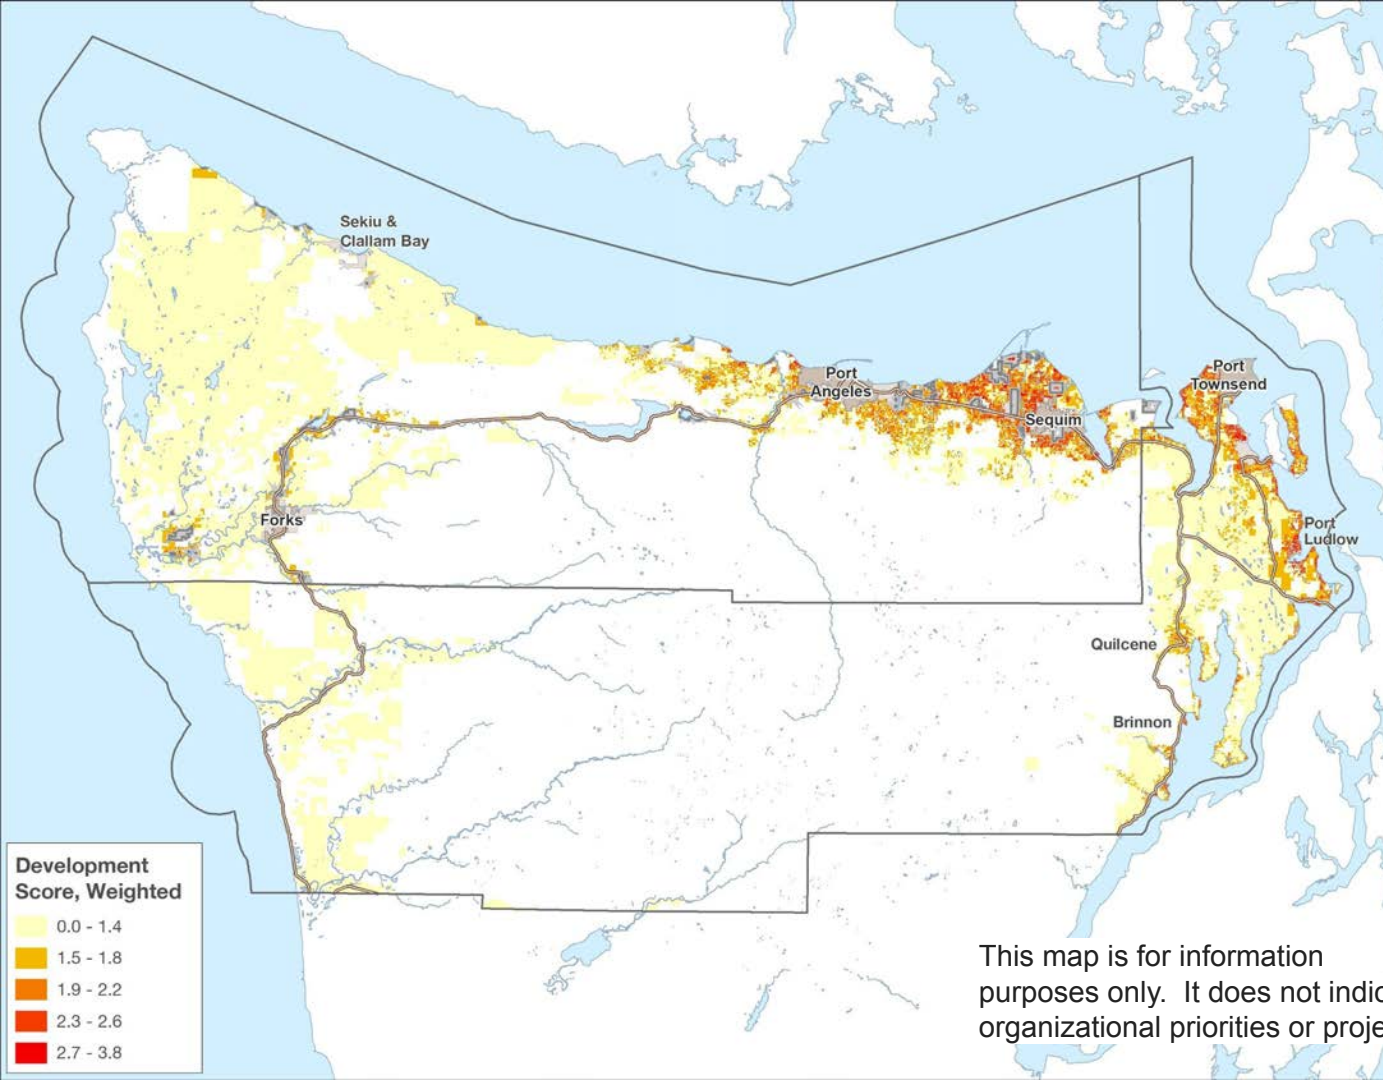 Sekiu &
Clallam Bay
Port
Angeles
Sequim
Port
Townsend
Forks
Port
Ludlow
Quilcene
Brinnon
Development
Score, Weighted
0.0 - 1.4
1.5 - 1.8
1.9 - 2.2
2.3 - 2.6
2.7 - 3.8
This map is for information
purposes only. It does not indic
organizational priorities or proje